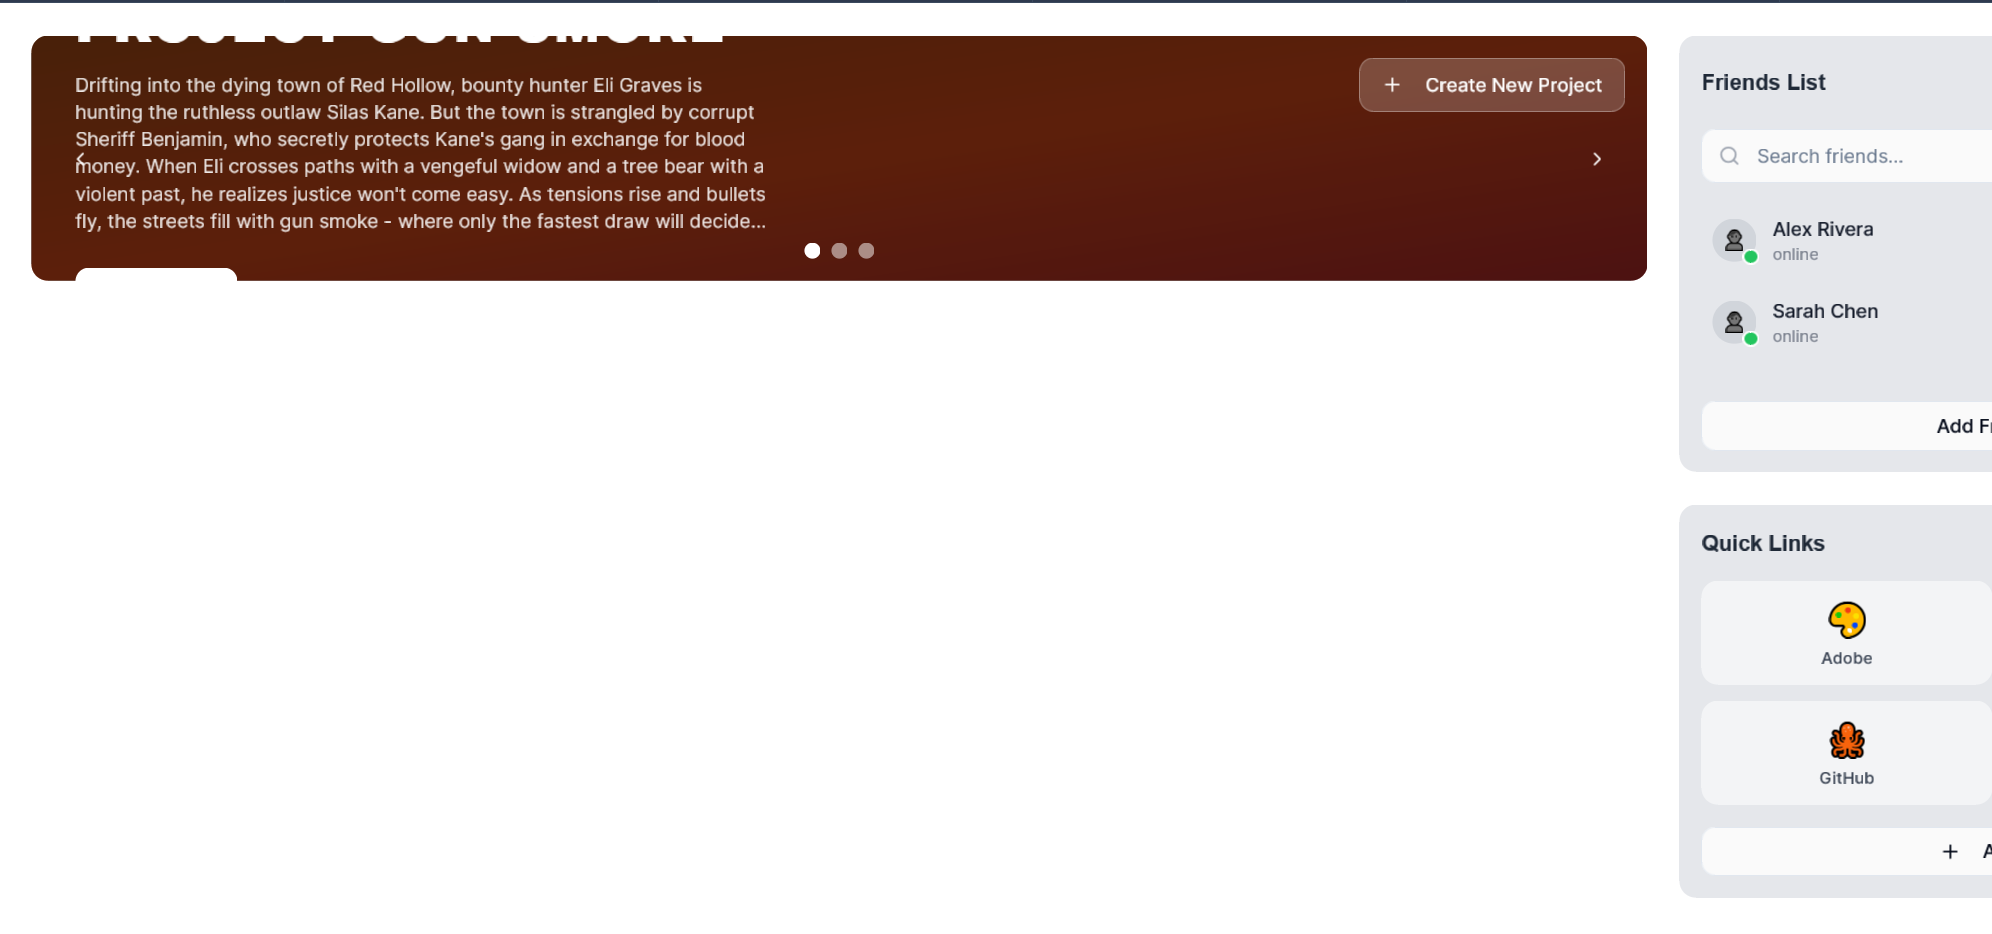 PROJECT GUN SMOKE
Drifting into the dying town of Red Hollow, bounty hunter Eli Graves is
hunting the ruthless outlaw Silas Kane. But the town is strangled by corrupt
Sheriff Benjamin, who secretly protects Kane's gang in exchange for blood
money. When Eli crosses paths with a vengeful widow and a tree bear with a
violent past, he realizes justice won't come easy. As tensions rise and bullets
fly, the streets fill with gun smoke - where only the fastest draw will decide...
+ Create New Project
Friends List
Search friends...
Alex Rivera
online
Sarah Chen
online
Add
Quick Links
Adobe
GitHub
+